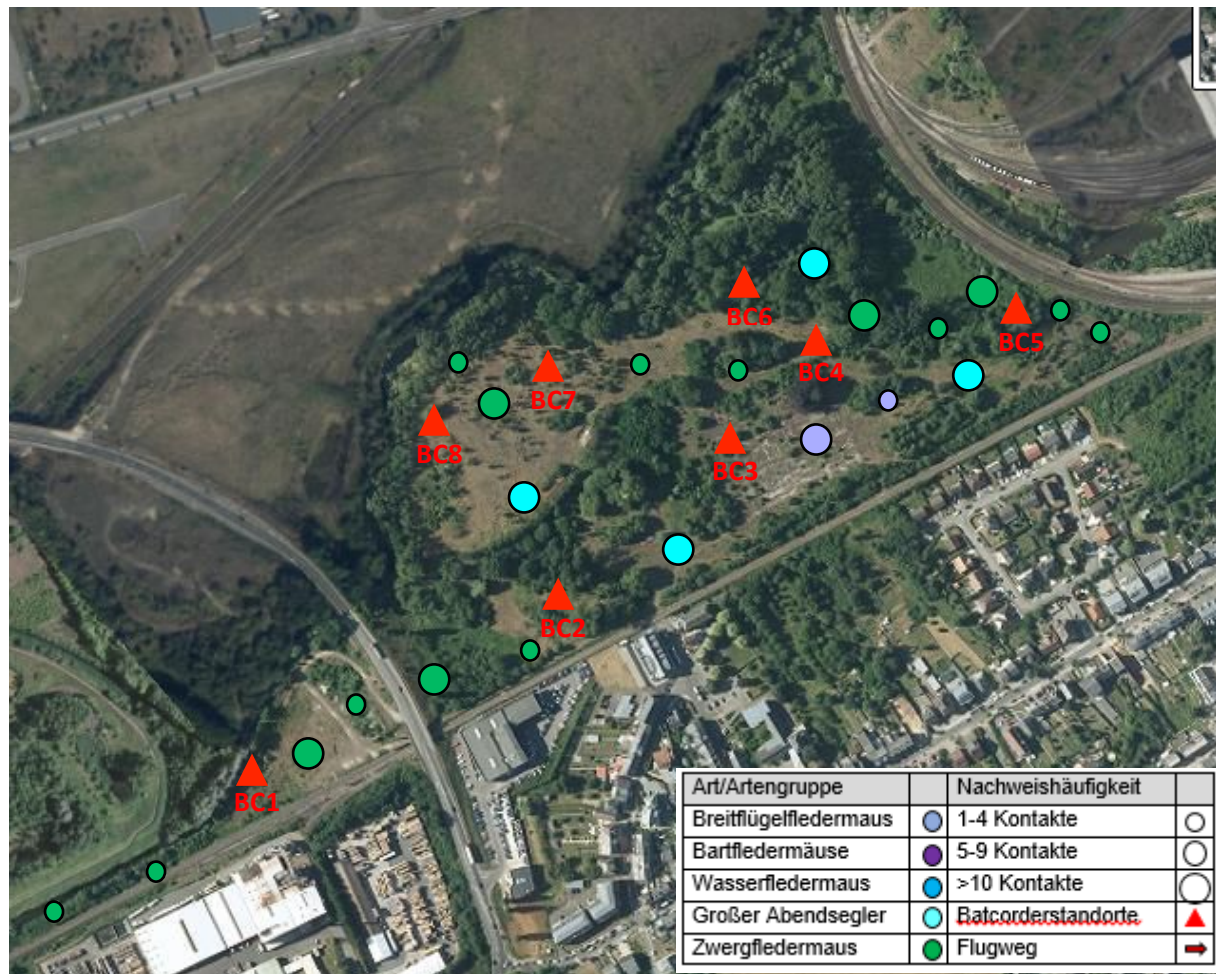 BC6
BC5
BC4
BC7
BC8
BC3
BC2
BC1
Art/Artengruppe Nachweishäufigkeit
Breitflügelfledermaus 1-4 Kontakte
Bartfledermäuse 5-9 Kontakte
Wasserfledermaus >10 Kontakte
Großer Abendsegler Batcorderstandorte
Zwergfledermaus Flugweg